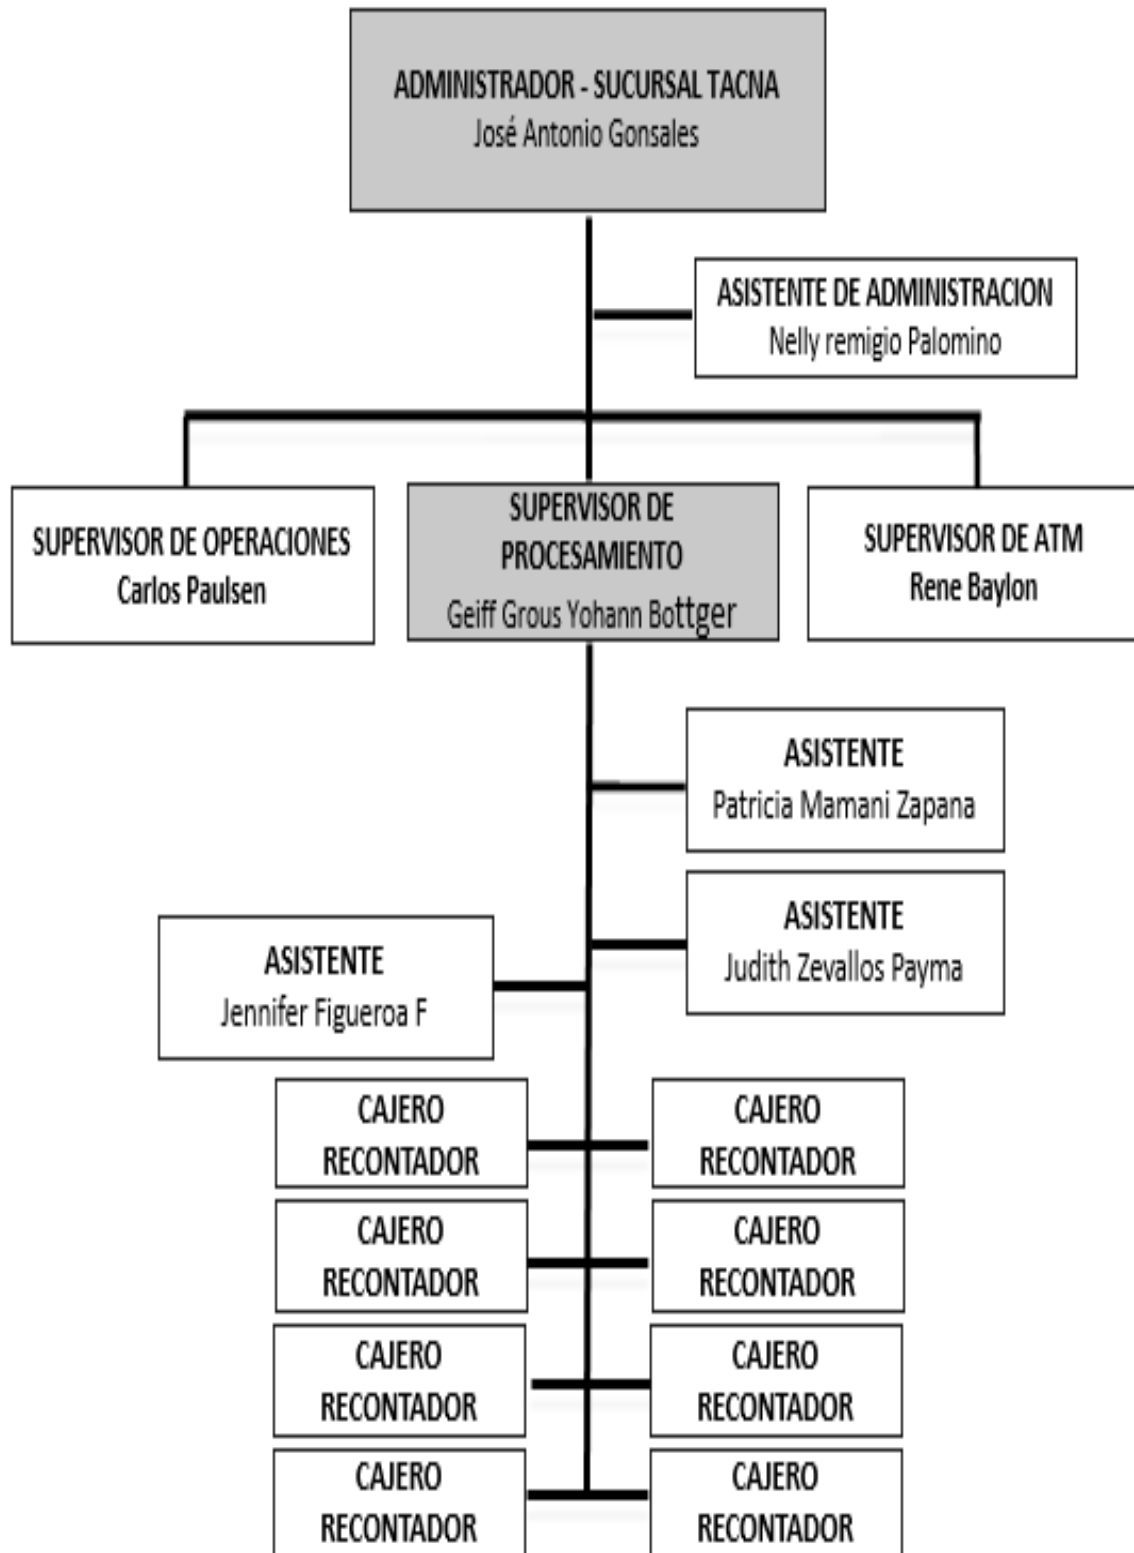 ADMINISTRADOR - SUCURSAL TACNA
José Antonio Gonsales
ASISTENTE DE ADMINISTRACION
Nelly remigio Palomino
SUPERVISOR DE OPERACIONES
Carlos Paulsen
SUPERVISOR DE
PROCESAMIENTO
Geiff Grous Yohann Bottger
SUPERVISOR DE ATM
Rene Baylon
ASISTENTE
Patricia Mamani Zapana
ASISTENTE
Judith Zevallos Payma
ASISTENTE
Jennifer Figueroa F
CAJERO
RECONTADOR
CAJERO
RECONTADOR
CAJERO
RECONTADOR
CAJERO
RECONTADOR
CAJERO
RECONTADOR
CAJERO
RECONTADOR
CAJERO
RECONTADOR
CAJERO
RECONTADOR